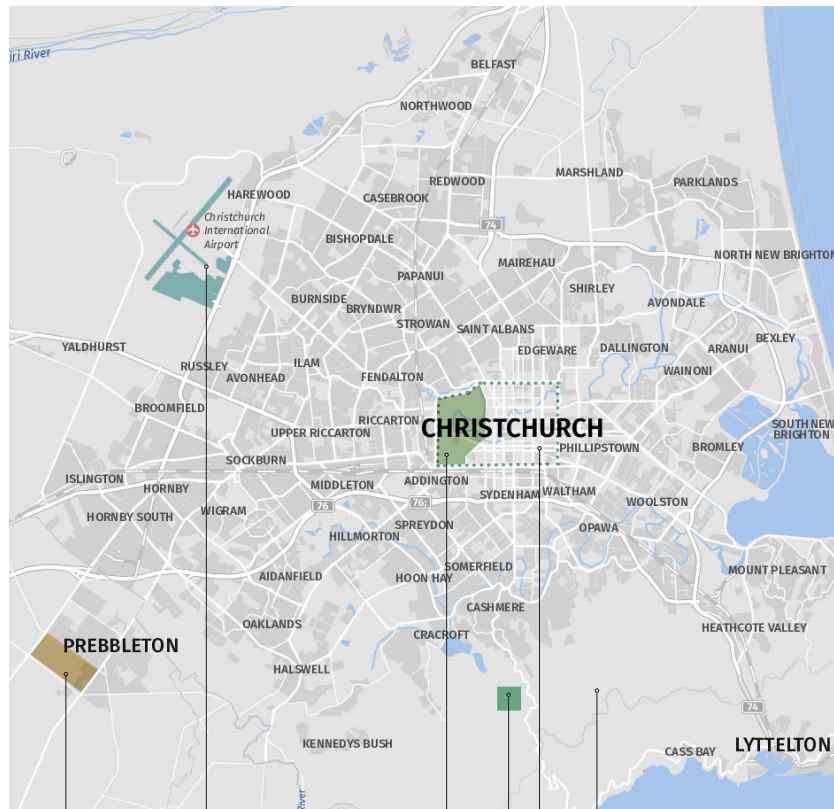 BELFAST
iri River
NORTHWOOD
MARSHLAND
REDWOOD
PARKLANDS
HAREWOOD
CASEBROOK
Christchurch
International
Airport
74
BISHOPDALE
NORTH NEW BRIGHTON
MAIREHAU
PAPANUI
SHIRLEY
BURNSIDE
BRYNDWR
AVONDALE
STROWAN
SAINT ALBANS
BEXLEY
YALDHURST
EDGEWARE
DALLINGTON
ARANUI
ILAM
RUSSLEY
WAINONI
AVONHEAD
FENDALTON
BROOMFIELD
RICCARTON
CHRISTCHURCH
SOUTH NEW
BRIGHTON
UPPER RICCARTON
PHILLIPSTOWN
BROMLEY
SOCKBURN
ISLINGTON
ADDINGTON
MIDDLETON
HORNBY
SYDENHAM
WALTHAM
WOOLSTON
76
76
WIGRAM
HORNBY SOUTH
SPREYDON
OPAWA
HILLMORTON
SOMERFIELD
MOUNT PLEASANT
AIDANFIELD
HOON HAY
CASHMERE
OAKLANDS
HEATHCOTE VALLEY
CRACROFT
PREBBLETON
HALSWELL
74
KENNEDYS BUSH
LYTTELTON
CASS BAY
River